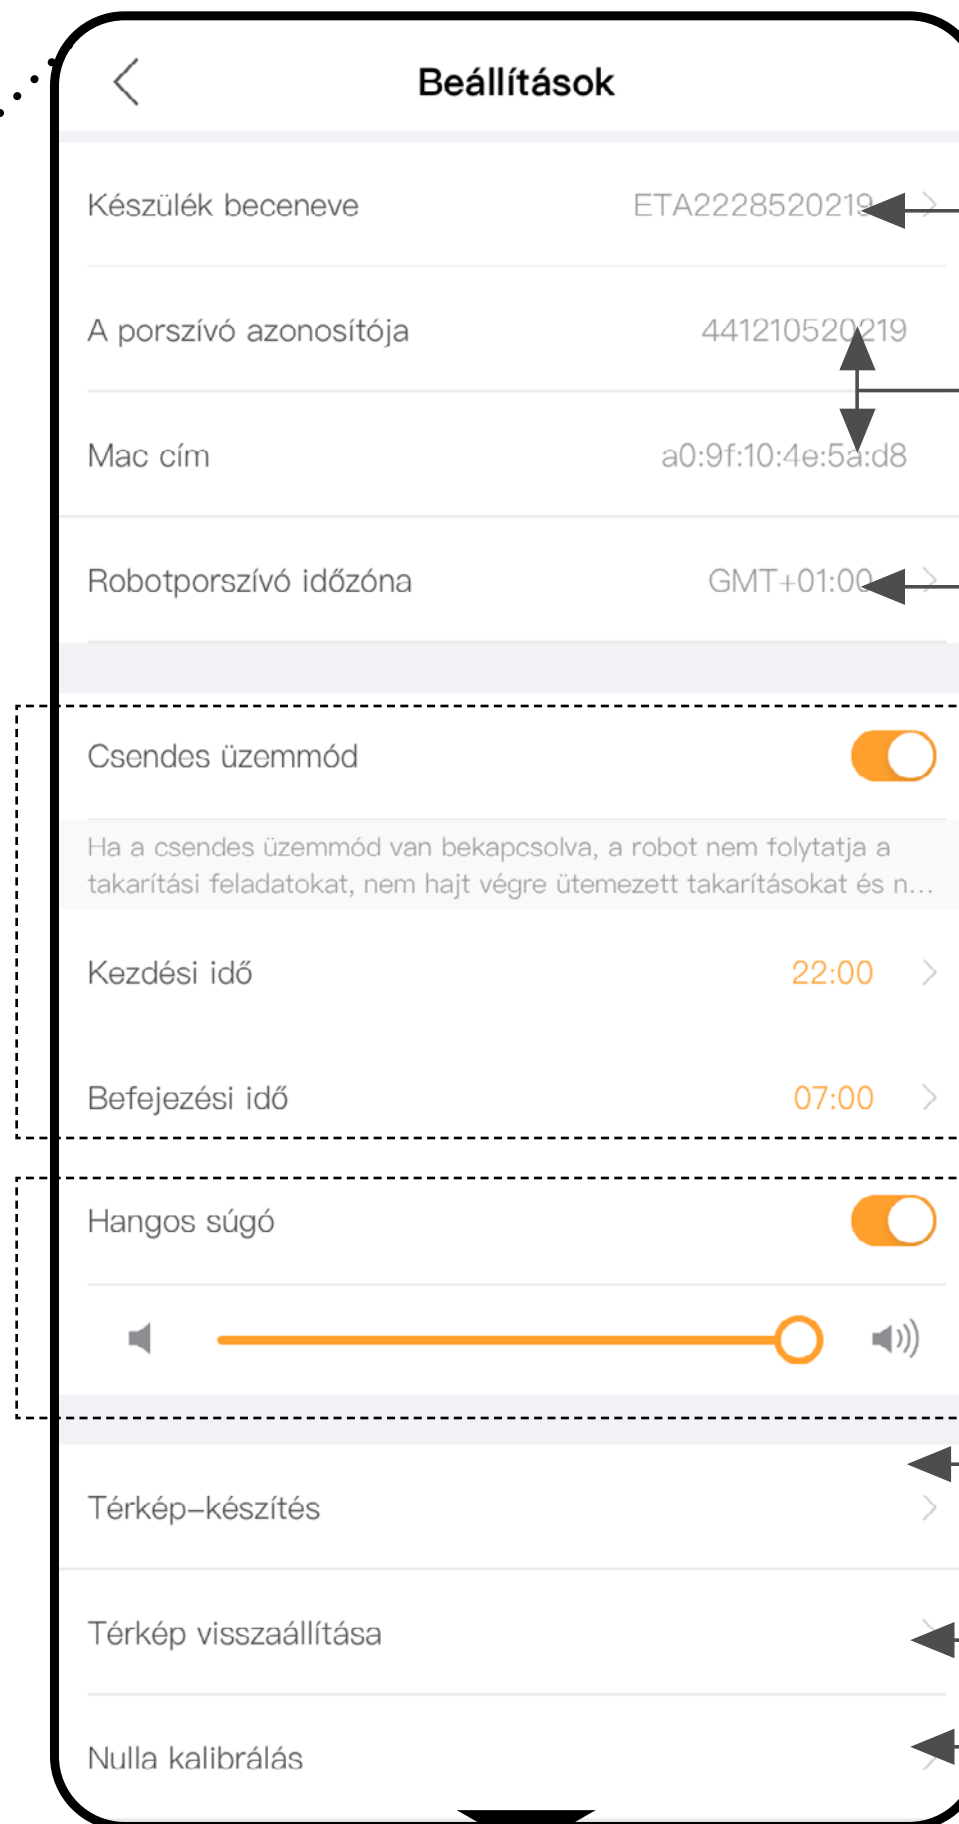 Beállítások
Készülék beceneve ETA2228520219
A porszívó azonosítója 441210520219
Mac cím a0:9f:10:4e:5a:d8
Robotporszívó időzóna GMT+01:00
Csendes üzemmód
Ha a csendes üzemmód van bekapcsolva, a robot nem folytatja a
takarítási feladatokat, nem hajt végre ütemezett takarításokat és n...
Kezdési idő 22:00
Befejezési idő 07:00
Hangos súgó
Térkép-készítés
Térkép visszaállítása
Nulla kalibrálás